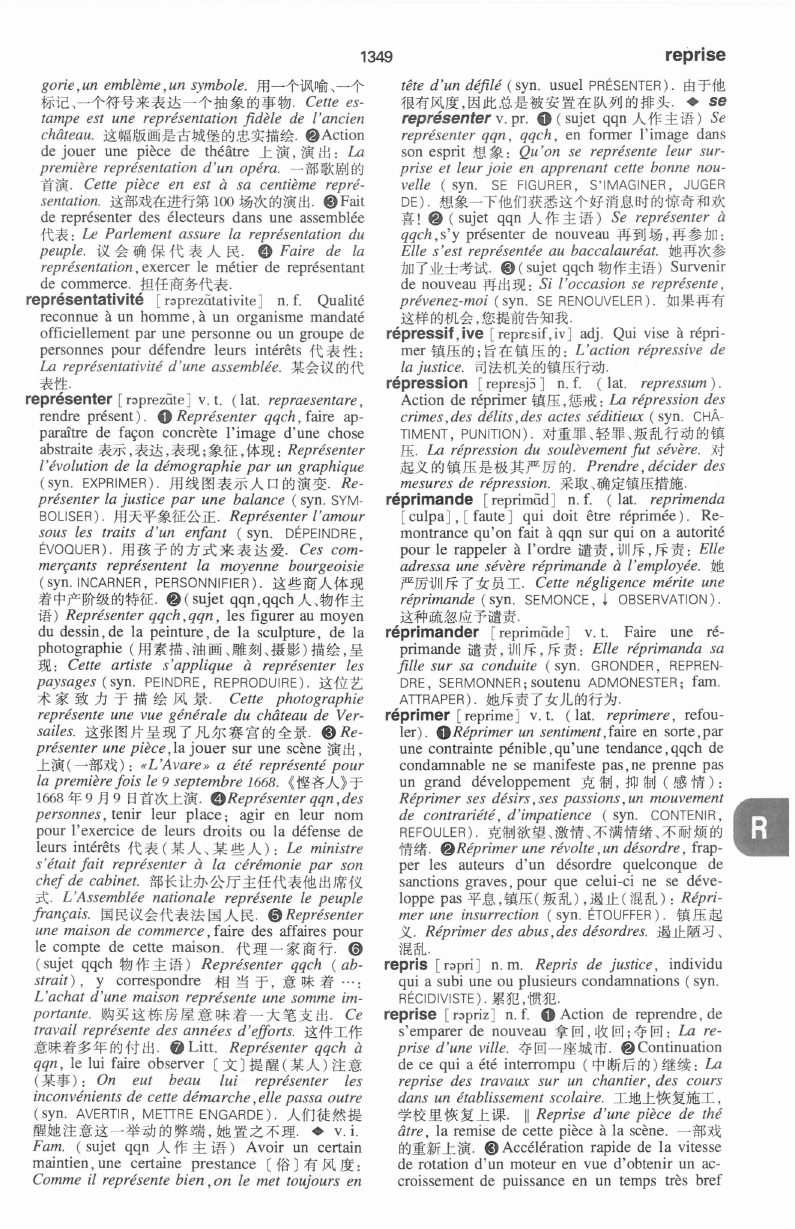 1349
reprise
gorie, un emblème, un symbole. 用一个讽喻、一个
标记、一个符号来表达一个抽象的事物. Cette es-
tampe est une représentation fidèle de l'ancien
château. 这幅版画是古城堡的忠实描绘. ❷Action
de jouer une pièce de théâtre 上演,演出: La
première représentation d'un opéra. 一部歌剧的
首演. Cette pièce en est à sa centième repré-
sentation. 这部戏在进行第 100 场次的演出. ❸Fait
de représenter des électeurs dans une assemblée
代表: Le Parlement assure la représentation du
peuple. 议会确保代表人民. ❹ Faire de la
représentation, exercer le métier de représentant
de commerce. 担任商务代表.
représentativité [rəprezɑ̃tativite] n. f. Qualité
reconnue à un homme, à un organisme mandaté
officiellement par une personne ou un groupe de
personnes pour défendre leurs intérêts 代表性:
La représentativité d'une assemblée. 某会议的代
表性.
représenter [rəprezɑ̃te] v. t. (lat. repraesentare,
rendre présent). ❶ Représenter qqch, faire ap-
paraître de façon concrète l'image d'une chose
abstraite 表示,表达,表现;象征,体现: Représenter
l'évolution de la démographie par un graphique
(syn. EXPRIMER). 用线图表示人口的演变. Re-
présenter la justice par une balance (syn. SYM-
BOLISER). 用天平象征公正. Représenter l'amour
sous les traits d'un enfant (syn. DÉPEINDRE,
ÉVOQUER). 用孩子的方式来表达爱. Ces com-
merçants représentent la moyenne bourgeoisie
(syn. INCARNER, PERSONNIFIER). 这些商人体现
着中产阶级的特征. ❷(sujet qqn,qqch 人、物作主
语) Représenter qqch, qqn, les figurer au moyen
du dessin, de la peinture, de la sculpture, de la
photographie (用素描、油画、雕刻、摄影)描绘,呈
现: Cette artiste s'applique à représenter les
paysages (syn. PEINDRE, REPRODUIRE). 这位艺
术家致力于描绘风景. Cette photographie
représente une vue générale du château de Ver-
sailes. 这张图片呈现了凡尔赛宫的全景. ❸ Re-
présenter une pièce, la jouer sur une scène 演出,
上演(一部戏): «L'Avare» a été représenté pour
la première fois le 9 septembre 1668.《悭吝人》于
1668 年 9 月 9 日首次上演. ❹Représenter qqn, des
personnes, tenir leur place; agir en leur nom
pour l'exercice de leurs droits ou la défense de
leurs intérêts 代表(某人、某些人): Le ministre
s'était fait représenter à la cérémonie par son
chef de cabinet. 部长让办公厅主任代表他出席仪
式. L'Assemblée nationale représente le peuple
français. 国民议会代表法国人民. ❺ Représenter
une maison de commerce, faire des affaires pour
le compte de cette maison. 代理一家商行. ❻
(sujet qqch 物作主语) Représenter qqch (ab-
strait), y correspondre 相当于,意味着…:
L'achat d'une maison représente une somme im-
portante. 购买这栋房屋意味着一大笔支出. Ce
travail représente des années d'efforts. 这件工作
意味着多年的付出. ❼ Litt. Représenter qqch à
qqn, le lui faire observer〔文〕提醒(某人)注意
(某事): On eut beau lui représenter les
inconvénients de cette démarche, elle passa outre
(syn. AVERTIR, METTRE ENGARDE). 人们徒然提
醒她注意这一举动的弊端,她置之不理. ◆ v. i.
Fam. (sujet qqn 人作主语) Avoir un certain
maintien, une certaine prestance〔俗〕有风度:
Comme il représente bien, on le met toujours en
tête d'un défilé (syn. usuel PRÉSENTER). 由于他
很有风度,因此总是被安置在队列的排头. ◆ se
représenter v. pr. ❶ (sujet qqn 人作主语) Se
représenter qqn, qqch, en former l'image dans
son esprit 想象: Qu'on se représente leur sur-
prise et leur joie en apprenant cette bonne nou-
velle (syn. SE FIGURER, S'IMAGINER, JUGER
DE). 想象一下他们获悉这个好消息时的惊奇和欢
喜! ❷ (sujet qqn 人作主语) Se représenter à
qqch, s'y présenter de nouveau 再到场,再参加:
Elle s'est représentée au baccalauréat. 她再次参
加了业士考试. ❸ (sujet qqch 物作主语) Survenir
de nouveau 再出现: Si l'occasion se représente,
prévenez-moi (syn. SE RENOUVELER). 如果再有
这样的机会,您提前告知我.
répressif, ive [represif, iv] adj. Qui vise à répri-
mer 镇压的;旨在镇压的: L'action répressive de
la justice. 司法机关的镇压行动.
répression [represjɔ̃] n. f. (lat. repressum).
Action de réprimer 镇压,惩戒: La répression des
crimes, des délits, des actes séditieux (syn. CHÂ-
TIMENT, PUNITION). 对重罪、轻罪、叛乱行动的镇
压. La répression du soulèvement fut sévère. 对
起义的镇压是极其严厉的. Prendre, décider des
mesures de répression. 采取、确定镇压措施.
réprimande [reprimɑ̃d] n. f. (lat. reprimenda
[culpa], [faute] qui doit être réprimée). Re-
montrance qu'on fait à qqn sur qui on a autorité
pour le rappeler à l'ordre 谴责,训斥,斥责: Elle
adressa une sévère réprimande à l'employée. 她
严厉训斥了女员工. Cette négligence mérite une
réprimande (syn. SEMONCE, ↓ OBSERVATION).
这种疏忽应予谴责.
réprimander [reprimɑ̃de] v. t. Faire une ré-
primande 谴责,训斥,斥责: Elle réprimanda sa
fille sur sa conduite (syn. GRONDER, REPREN-
DRE, SERMONNER; soutenu ADMONESTER; fam.
ATTRAPER). 她斥责了女儿的行为.
réprimer [reprime] v. t. (lat. reprimere, refou-
ler). ❶Réprimer un sentiment, faire en sorte, par
une contrainte pénible, qu'une tendance, qqch de
condamnable ne se manifeste pas, ne prenne pas
un grand développement 克制,抑制(感情):
Réprimer ses désirs, ses passions, un mouvement
de contrariété, d'impatience (syn. CONTENIR,
REFOULER). 克制欲望、激情、不满情绪、不耐烦的
情绪. ❷Réprimer une révolte, un désordre, frap-
per les auteurs d'un désordre quelconque de
sanctions graves, pour que celui-ci ne se déve-
loppe pas 平息,镇压(叛乱),遏止(混乱): Répri-
mer une insurrection (syn. ÉTOUFFER). 镇压起
义. Réprimer des abus, des désordres. 遏止陋习、
混乱.
repris [rəpri] n. m. Repris de justice, individu
qui a subi une ou plusieurs condamnations (syn.
RÉCIDIVISTE). 累犯,惯犯.
reprise [rəpriz] n. f. ❶ Action de reprendre, de
s'emparer de nouveau 拿回,收回;夺回: La re-
prise d'une ville. 夺回一座城市. ❷Continuation
de ce qui a été interrompu (中断后的)继续: La
reprise des travaux sur un chantier, des cours
dans un établissement scolaire. 工地上恢复施工,
学校里恢复上课. ‖ Reprise d'une pièce de thé
âtre, la remise de cette pièce à la scène. 一部戏
的重新上演. ❸ Accélération rapide de la vitesse
de rotation d'un moteur en vue d'obtenir un ac-
croissement de puissance en un temps très bref
R